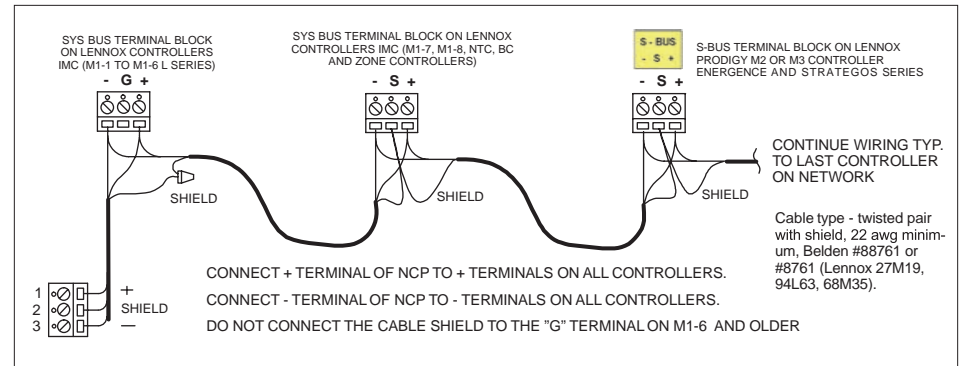 SYS BUS TERMINAL BLOCK
ON LENNOX CONTROLLERS
IMC (M1-1 TO M1-6 L SERIES)
- G +
SYS BUS TERMINAL BLOCK ON LENNOX
CONTROLLERS IMC (M1-7, M1-8, NTC, BC
AND ZONE CONTROLLERS)
- S +
S - BUS
- S +
S-BUS TERMINAL BLOCK ON LENNOX
PRODIGY M2 OR M3 CONTROLLER
ENERGENCE AND STRATEGOS SERIES
- S +
SHIELD
SHIELD
SHIELD
CONTINUE WIRING TYP.
TO LAST CONTROLLER
ON NETWORK
Cable type - twisted pair
with shield, 22 awg minim-
um, Belden #88761 or
#8761 (Lennox 27M19,
94L63, 68M35).
1 +
2 SHIELD
3 —
CONNECT + TERMINAL OF NCP TO + TERMINALS ON ALL CONTROLLERS.
CONNECT - TERMINAL OF NCP TO - TERMINALS ON ALL CONTROLLERS.
DO NOT CONNECT THE CABLE SHIELD TO THE ”G” TERMINAL ON M1-6 AND OLDER